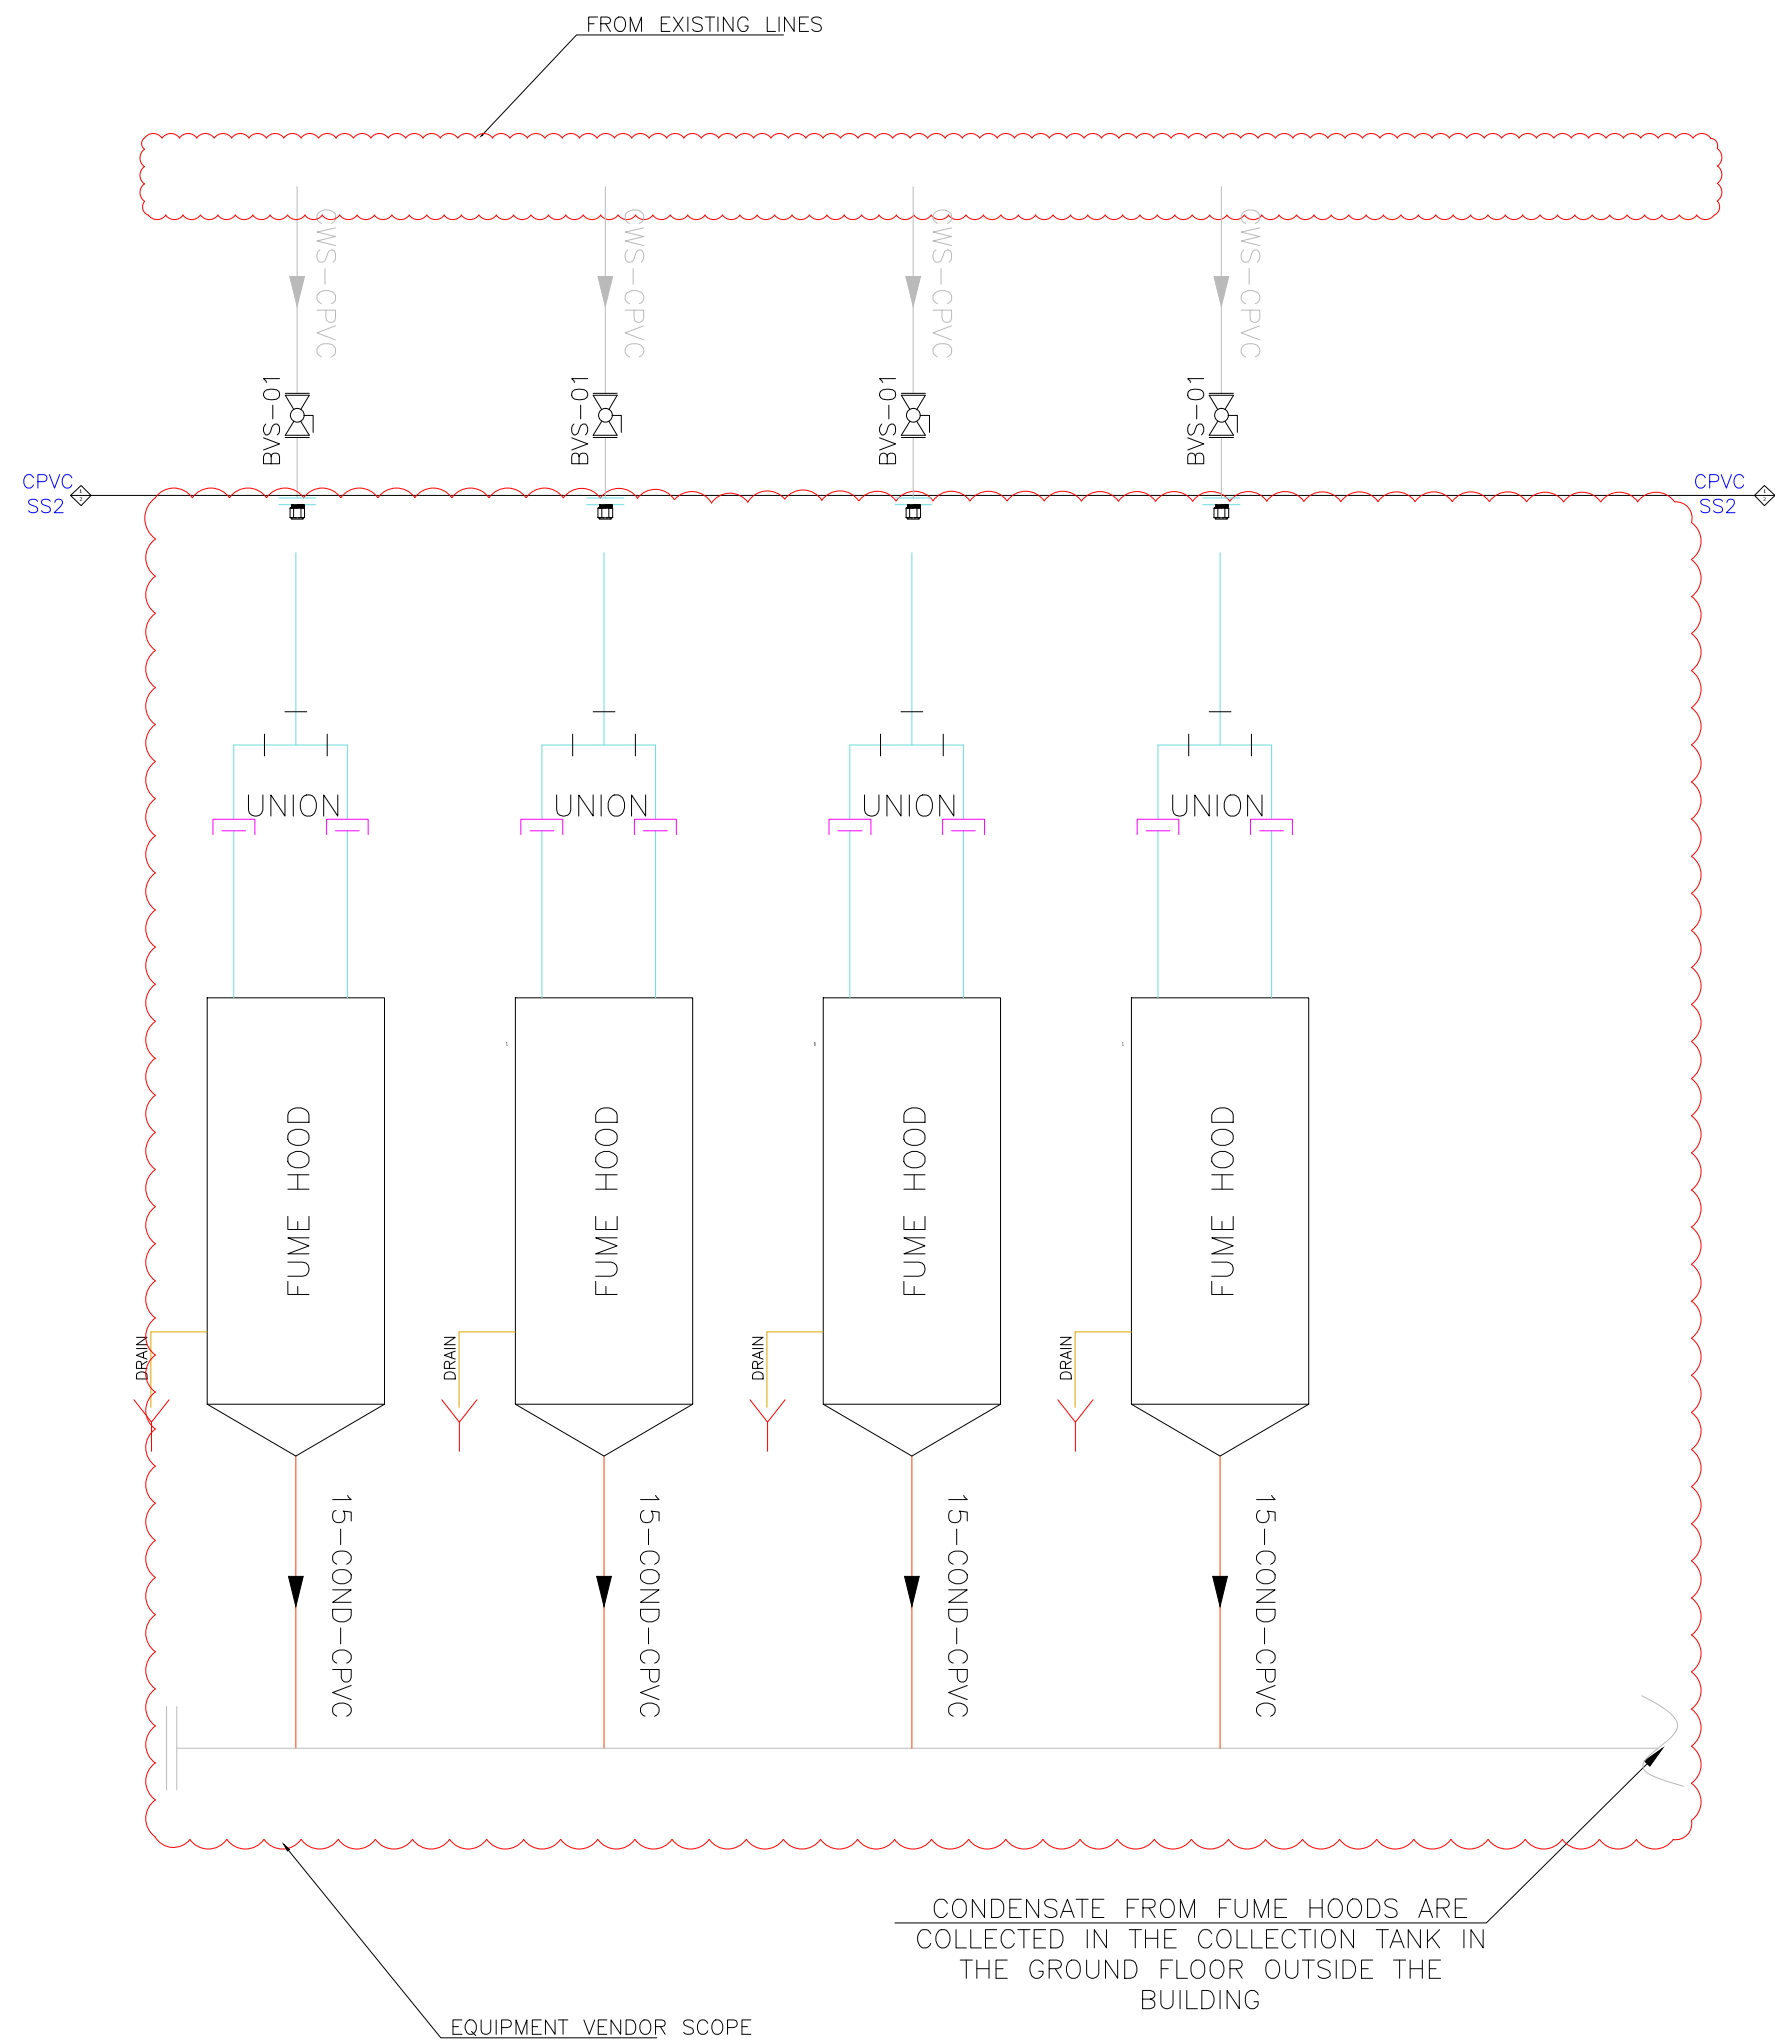 FROM EXISTING LINES
CWS-CPVC
CWS-CPVC
CWS-CPVC
CWS-CPVC
BVS-01
BVS-01
BVS-01
BVS-01
CPVC
SS2
CPVC
SS2
UNION
UNION
UNION
UNION
FUME HOOD
FUME HOOD
FUME HOOD
FUME HOOD
DRAIN
DRAIN
DRAIN
DRAIN
15-COND-CPVC
15-COND-CPVC
15-COND-CPVC
15-COND-CPVC
CONDENSATE FROM FUME HOODS ARE
COLLECTED IN THE COLLECTION TANK IN
THE GROUND FLOOR OUTSIDE THE
BUILDING
EQUIPMENT VENDOR SCOPE